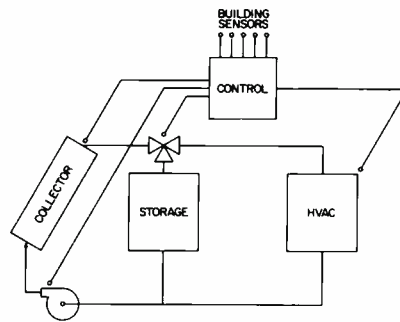 BUILDING
SENSORS
CONTROL
COLLECTOR
STORAGE
HVAC